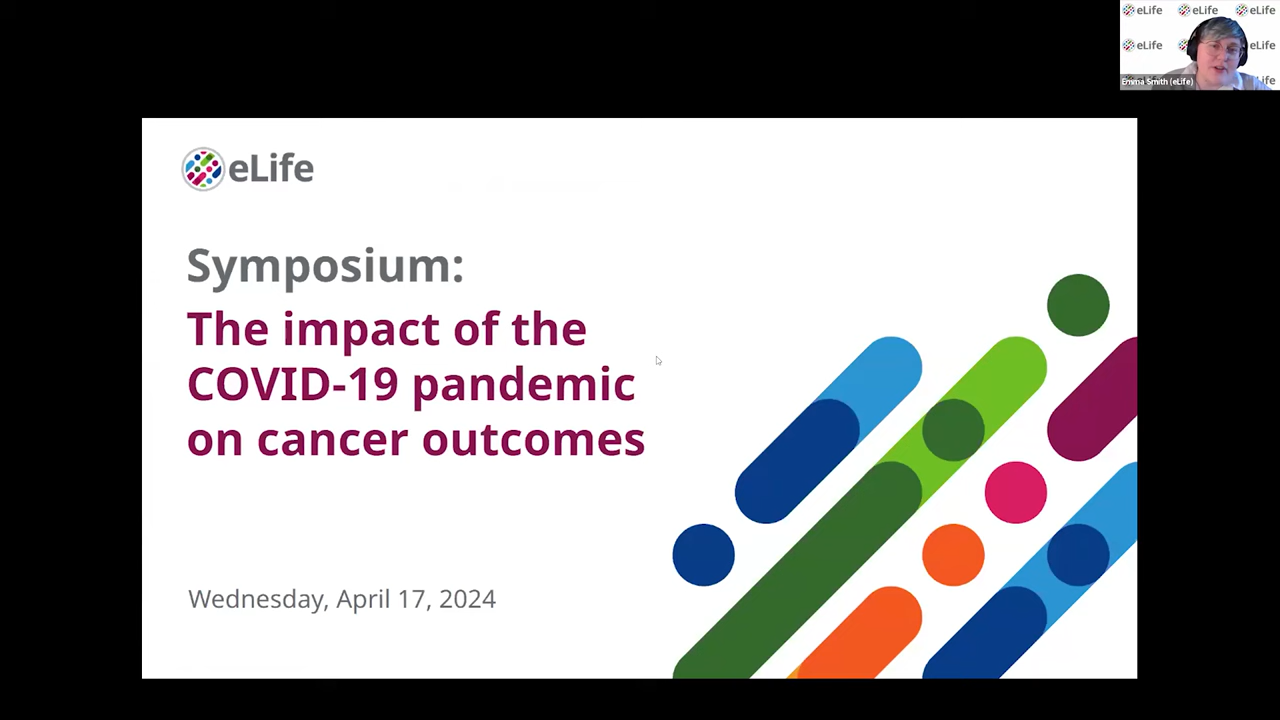 eLife eLife eLife
eLife eLife
Emma Smith (eLife)
eLife
Symposium:
The impact of the
COVID-19 pandemic
on cancer outcomes
Wednesday, April 17, 2024